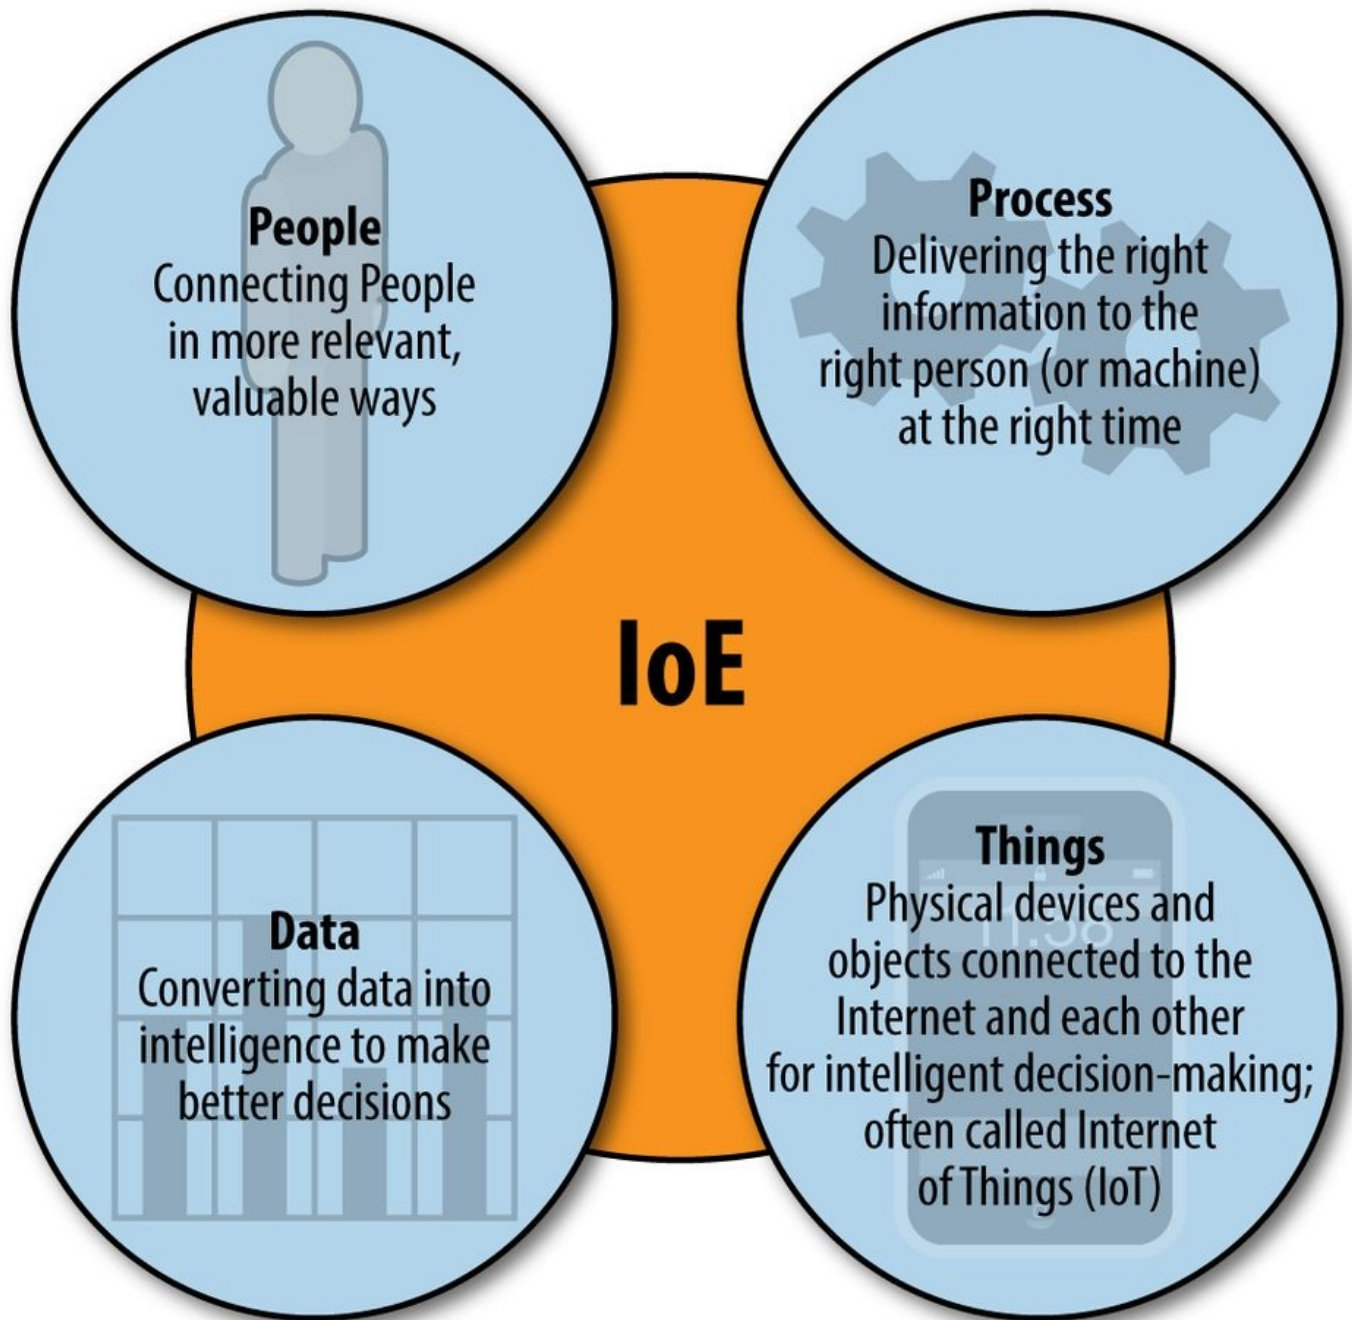 People
Connecting People
in more relevant,
valuable ways
Process
Delivering the right
information to the
right person (or machine)
at the right time
IoE
Data
Converting data into
intelligence to make
better decisions
Things
Physical devices and
objects connected to the
Internet and each other
for intelligent decision-making;
often called Internet
of Things (IoT)
11:58